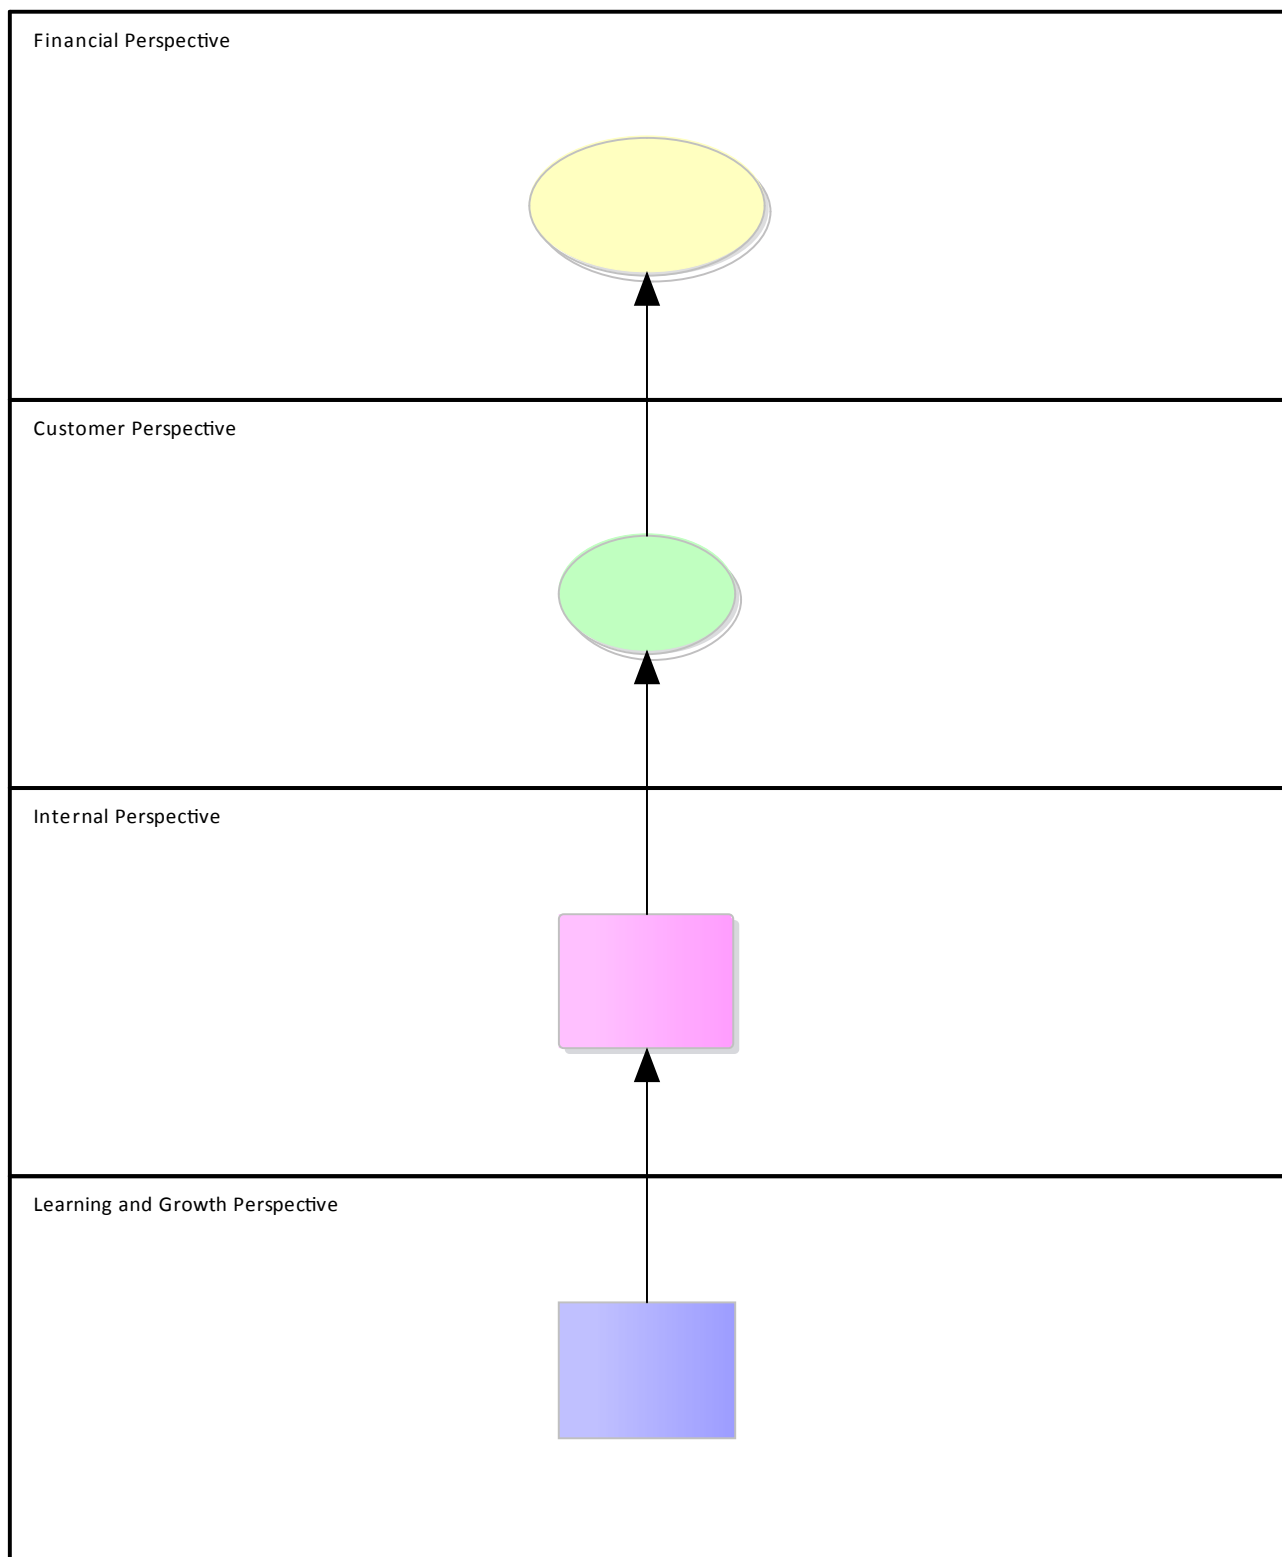 Financial Perspective
Customer Perspective
Internal Perspective
Learning and Growth Perspective